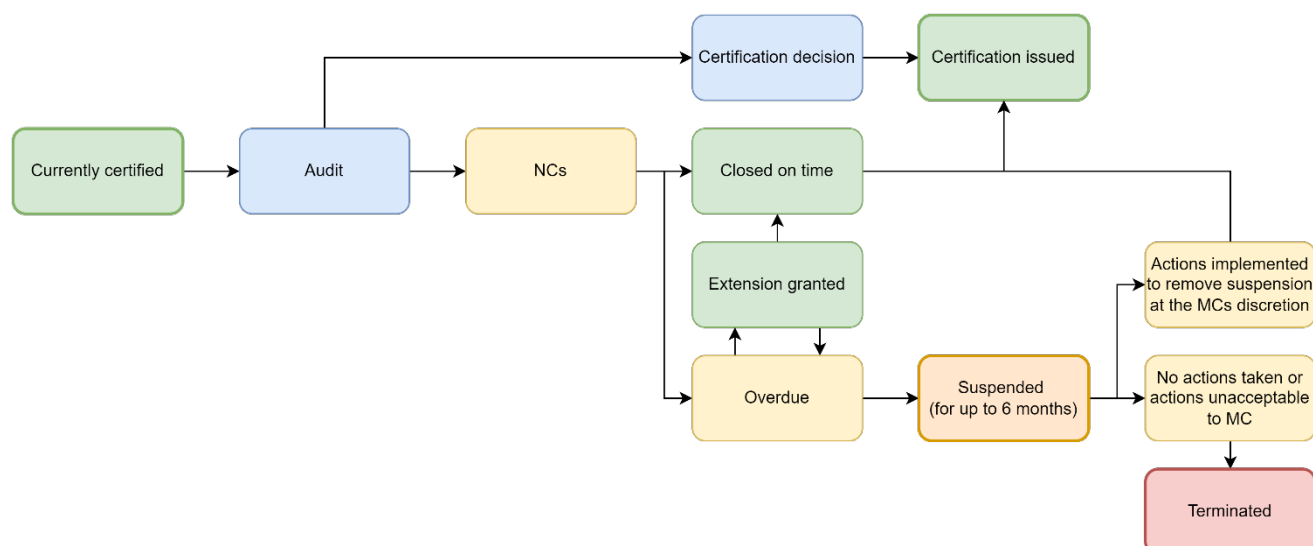 Certification decision
Certification issued
Currently certified
Audit
NCs
Closed on time
Extension granted
Actions implemented
to remove suspension
at the MCs discretion
Overdue
Suspended
(for up to 6 months)
No actions taken or
actions unacceptable
to MC
Terminated